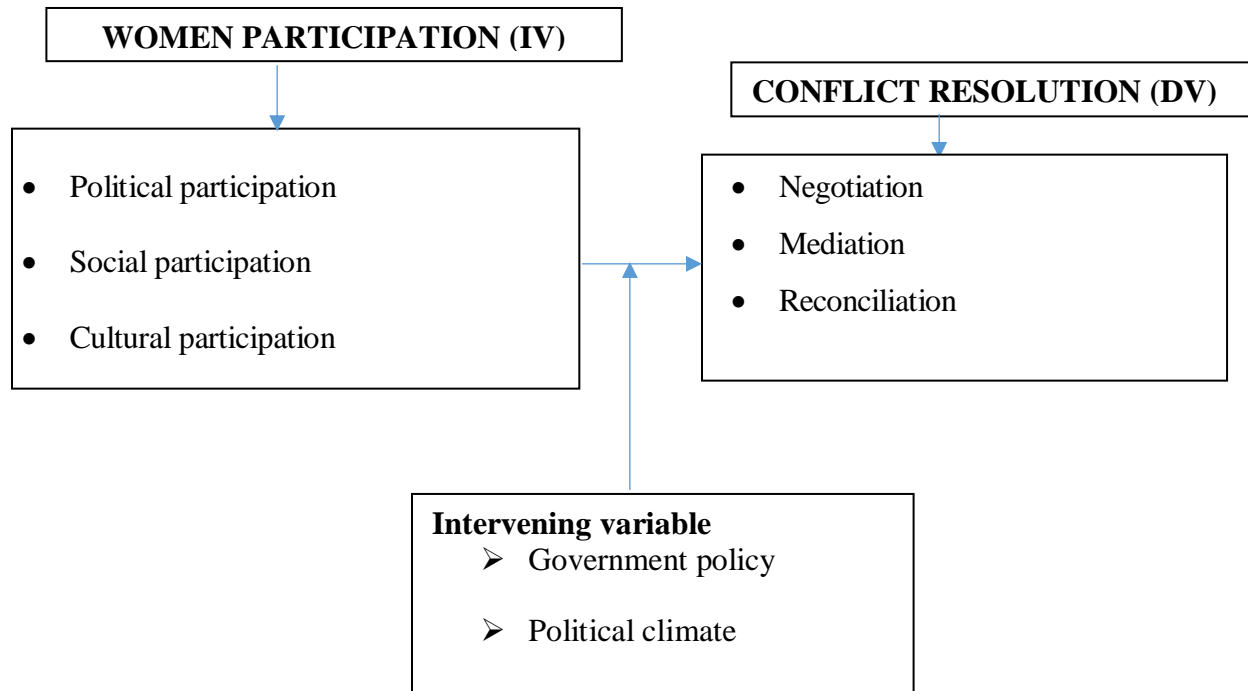 WOMEN PARTICIPATION (IV)
CONFLICT RESOLUTION (DV)
• Political participation
• Social participation
• Cultural participation
• Negotiation
• Mediation
• Reconciliation
Intervening variable
➢ Government policy
➢ Political climate